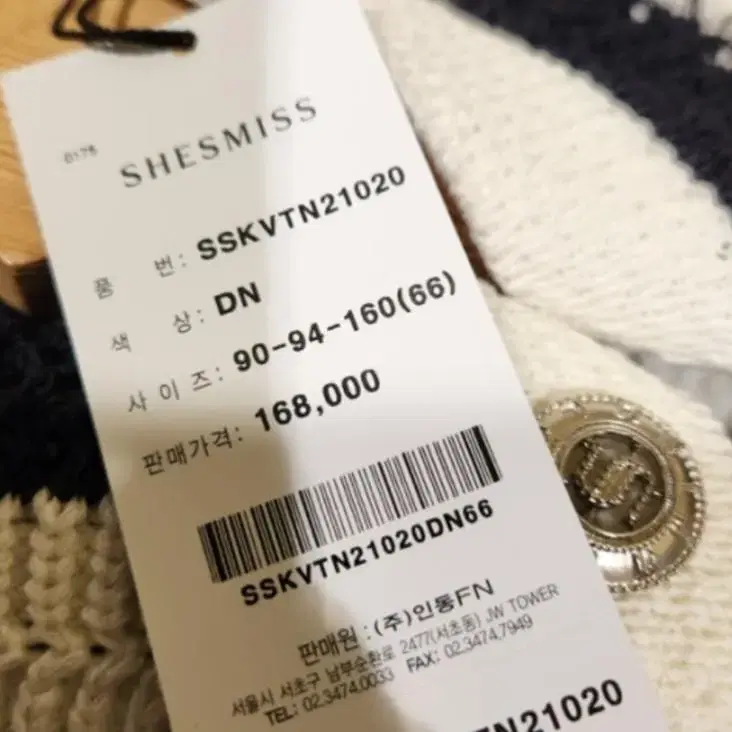 0175
SHESMISS
품 번: SSKVTN21020
색 상: DN
사 이 즈: 90-94-160(66)
판매가격: 168,000
SSKVTN21020DN66
판매원 : (주)인동FN
서울시 서초구 남부순환로 2477(서초동) JW TOWER
TEL: 02.3474.0033 FAX: 02.3474.7949
TN21020